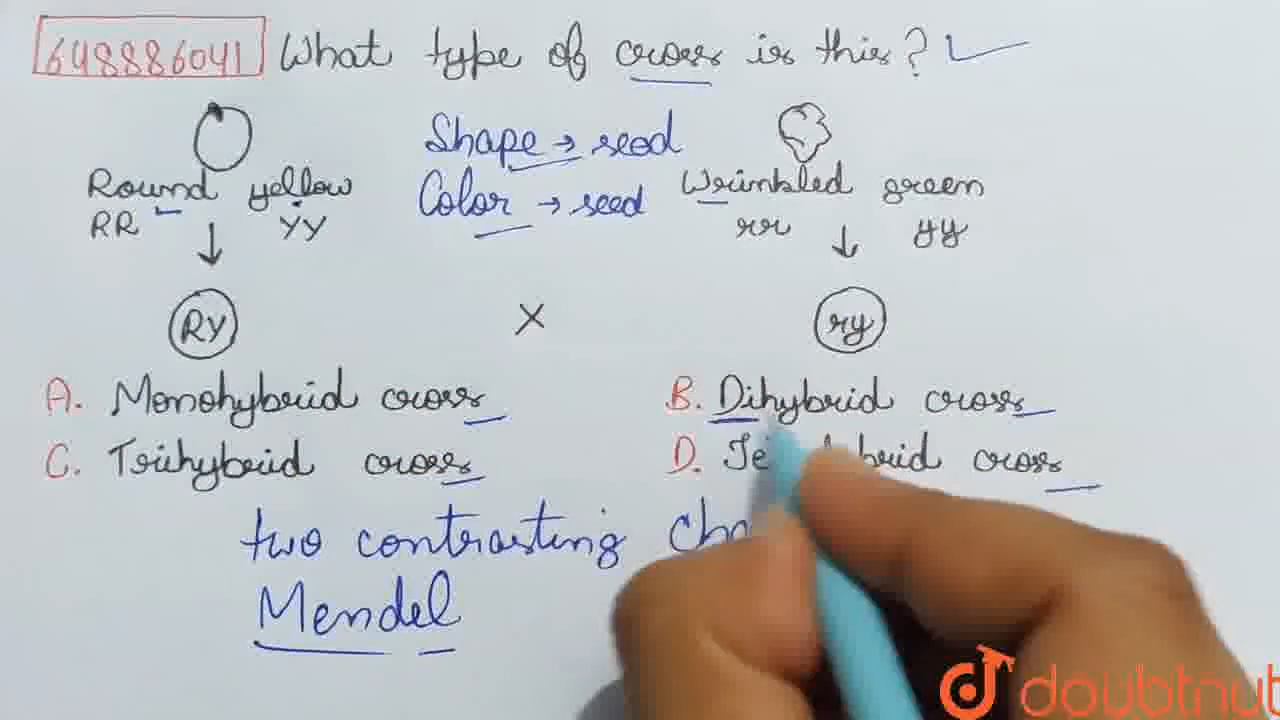 648886041 What type of cross is this?
Shape → seed
Round yellow
Color → seed
Wrinkled green
RR YY
rr yy
RY × ry
A. Monohybrid cross B. Dihybrid cross
C. Trihybrid cross D.
cross
two contrasting
Mendel
doubtnut